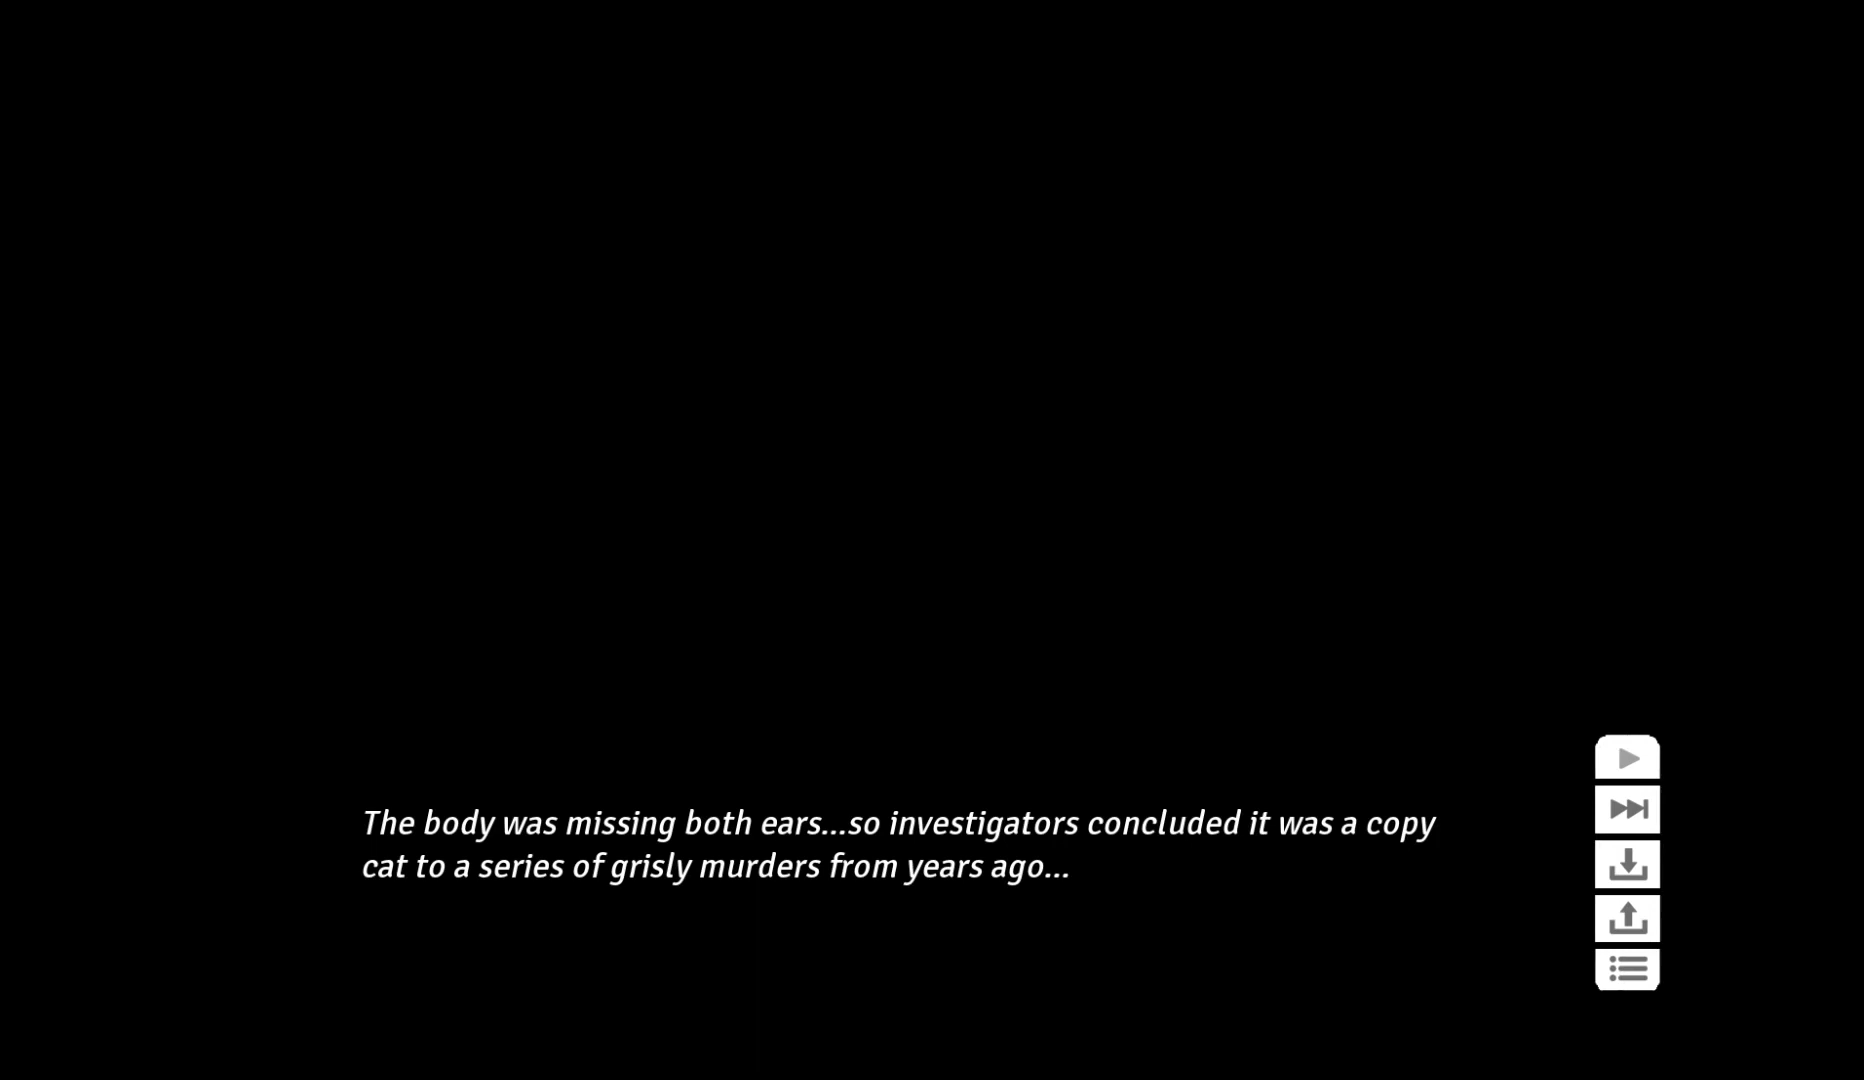 The body was missing both ears...so investigators concluded it was a copy
cat to a series of grisly murders from years ago...